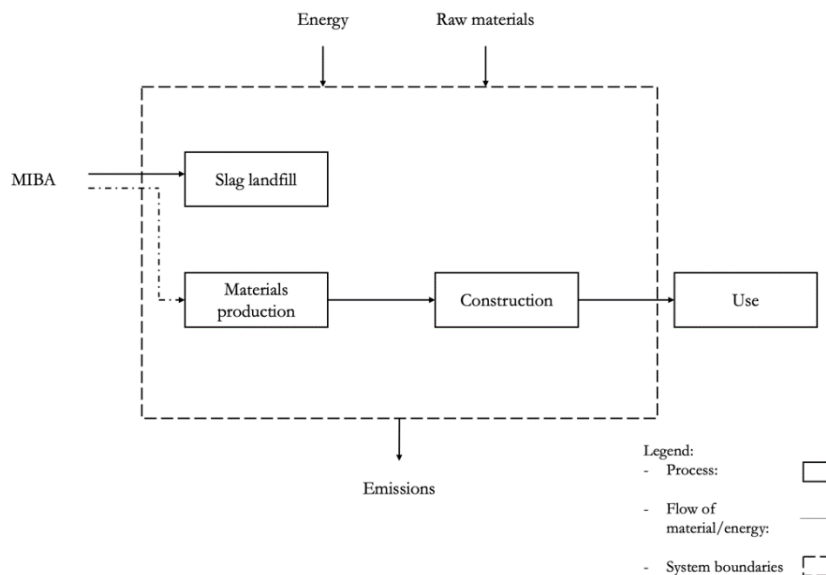 Energy
Raw materials
MIBA
Slag landfill
Materials
production
Construction
Use
Emissions
Legend:
- Process:
- Flow of
material/energy:
- System boundaries